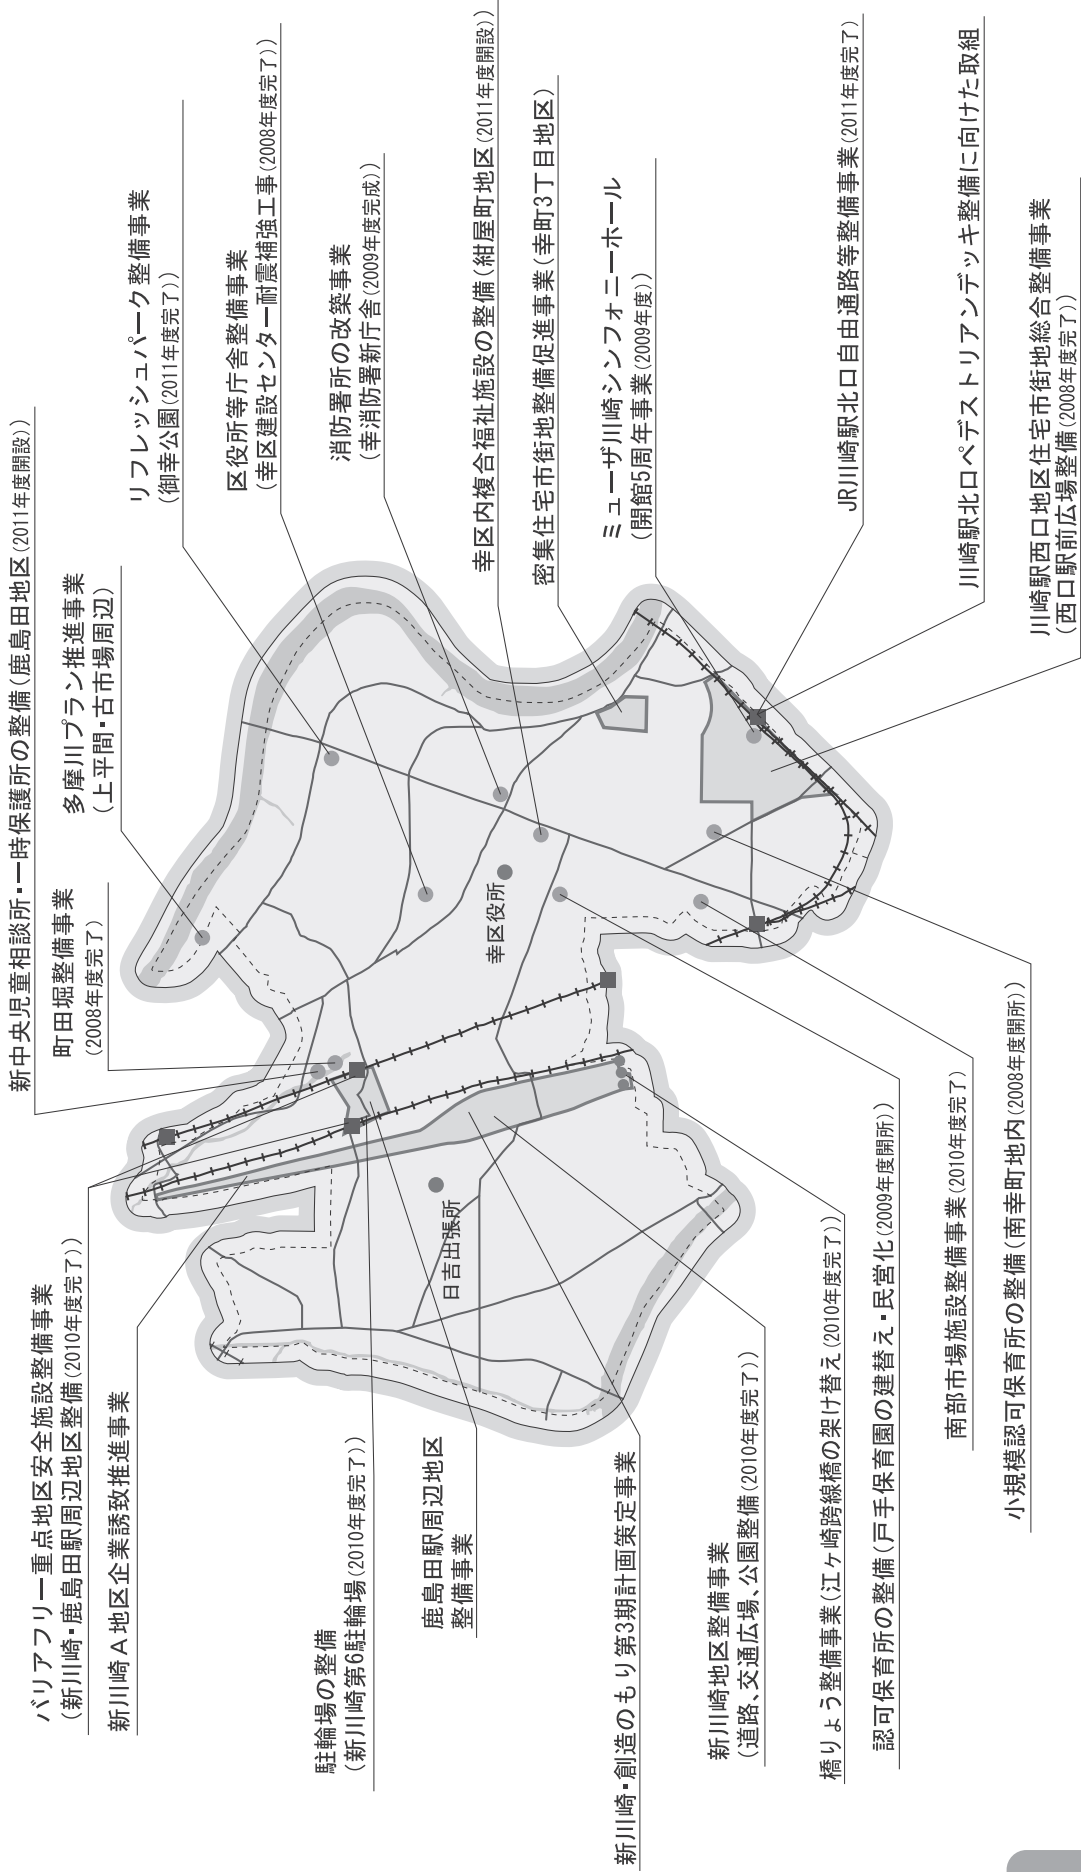 バリアフリー重点地区安全施設整備事業
(新川崎・鹿島田駅周辺地区整備(2010年度完了))
新川崎A地区企業誘致推進事業
駐輪場の整備
(新川崎第6駐輪場(2010年度完了))
鹿島田駅周辺地区
整備事業
新川崎・創造のもり第3期計画策定事業
新川崎地区整備事業
(道路、交通広場、公園整備(2010年度完了))
橋りょう整備事業(江ヶ崎跨線橋の架け替え(2010年度完了))
認可保育所の整備(戸手保育園の建替え・民営化(2009年度開所))
南部市場施設整備事業(2010年度完了)
小規模認可保育所の整備(南幸町地内(2008年度開所))
新中央児童相談所・一時保護所の整備(鹿島田地区(2011年度開設))
町田堀整備事業
(2008年度完了)
多摩川プラン推進事業
(上平間・古市場周辺)
リフレッシュパーク整備事業
(御幸公園(2011年度完了))
区役所等庁舎整備事業
(幸区建設センター耐震補強工事(2008年度完了))
消防署所の改築事業
(幸消防署新庁舎(2009年度完成))
幸区内複合福祉施設の整備(紺屋町地区(2011年度開設))
密集住宅市街地整備促進事業(幸町3丁目地区)
ミューザ川崎シンフォニーホール
(開館5周年事業(2009年度))
JR川崎駅北口自由通路等整備事業(2011年度完了)
川崎駅北口ペデストリアンデッキ整備に向けた取組
川崎駅西口地区住宅市街地総合整備事業
(西口駅前広場整備(2008年度完了))
日吉出張所
幸区役所